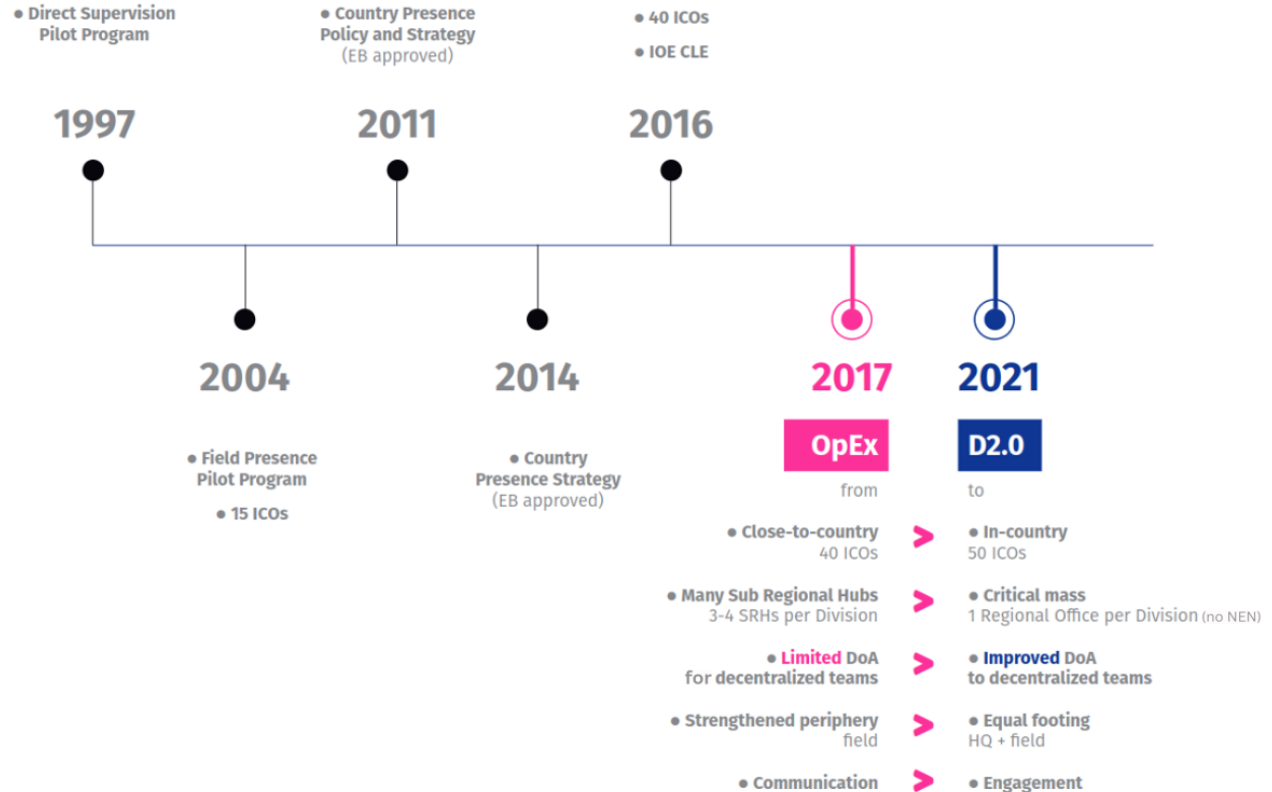 ● Direct Supervision
Pilot Program
1997
● Country Presence
Policy and Strategy
(EB approved)
2011
● 40 ICOs
● IOE CLE
2016
2004
● Field Presence
Pilot Program
● 15 ICOs
2014
● Country
Presence Strategy
(EB approved)
2017
OpEx
from
2021
D2.0
to
● Close-to-country
40 ICOs
>
● In-country
50 ICOs
● Many Sub Regional Hubs
3-4 SRHs per Division
>
● Critical mass
1 Regional Office per Division (no NEN)
● Limited DoA
for decentralized teams
>
● Improved DoA
to decentralized teams
● Strengthened periphery
field
>
● Equal footing
HQ + field
● Communication
>
● Engagement